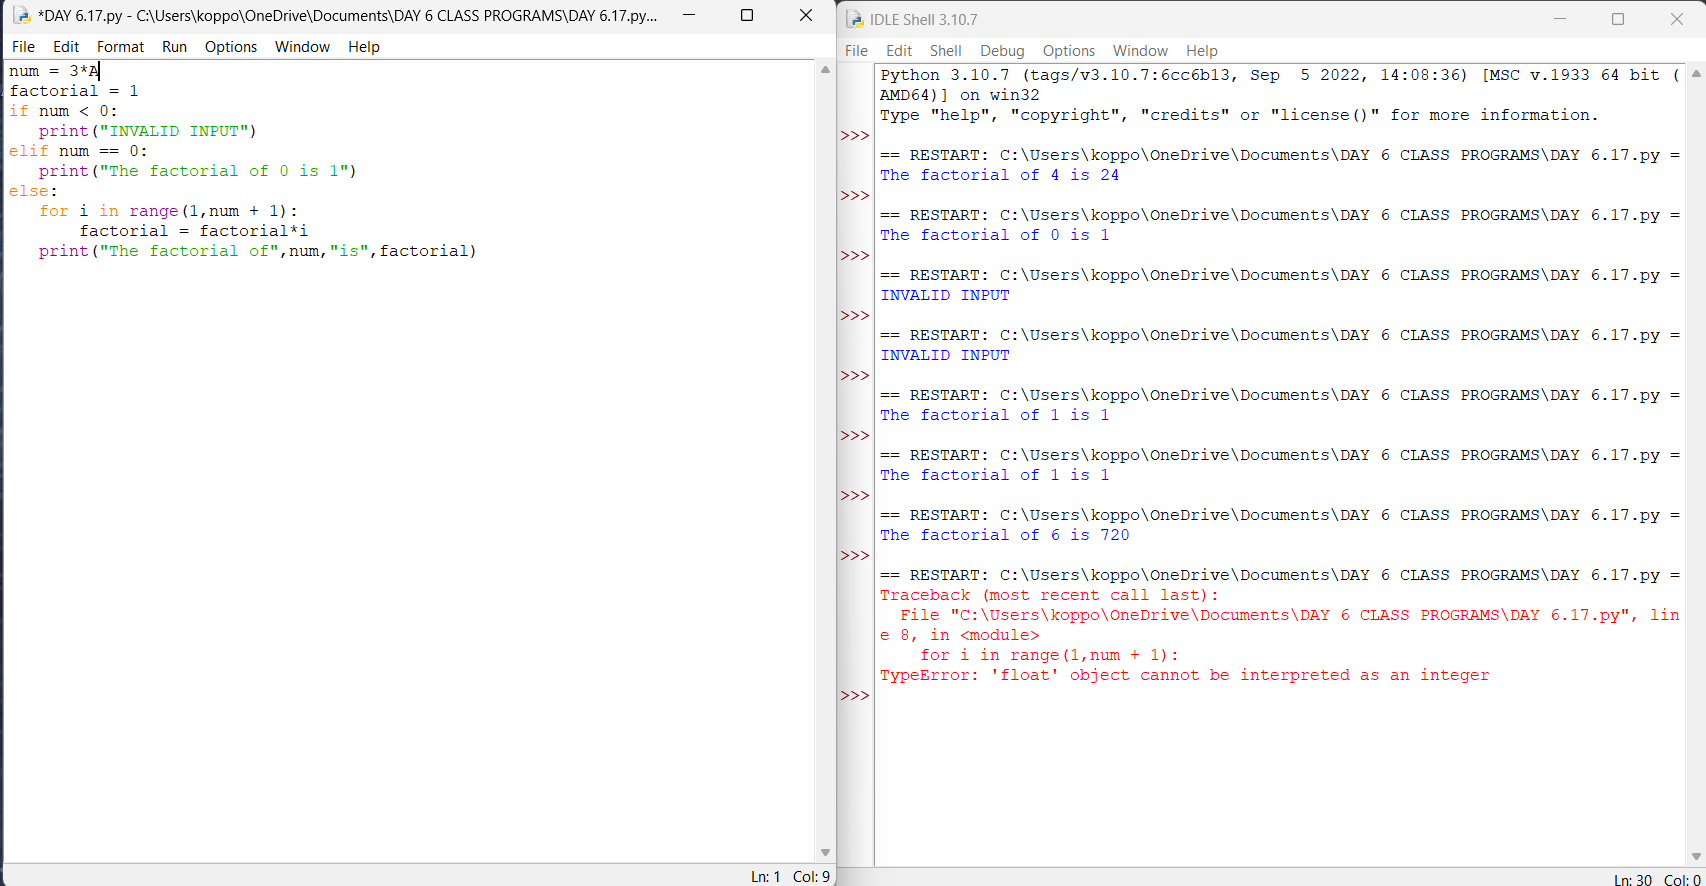 *DAY 6.17.py - C:\Users\koppo\OneDrive\Documents\DAY 6 CLASS PROGRAMS\DAY 6.17.py...
File Edit Format Run Options Window Help
num = 3*A
factorial = 1
if num < 0:
   print("INVALID INPUT")
elif num == 0:
   print("The factorial of 0 is 1")
else:
   for i in range(1,num + 1):
       factorial = factorial*i
   print("The factorial of",num,"is",factorial)
Ln: 1 Col: 9
IDLE Shell 3.10.7
File Edit Shell Debug Options Window Help
Python 3.10.7 (tags/v3.10.7:6cc6b13, Sep  5 2022, 14:08:36) [MSC v.1933 64 bit (
AMD64)] on win32
Type "help", "copyright", "credits" or "license()" for more information.
>>>
== RESTART: C:\Users\koppo\OneDrive\Documents\DAY 6 CLASS PROGRAMS\DAY 6.17.py =
The factorial of 4 is 24
>>>
== RESTART: C:\Users\koppo\OneDrive\Documents\DAY 6 CLASS PROGRAMS\DAY 6.17.py =
The factorial of 0 is 1
>>>
== RESTART: C:\Users\koppo\OneDrive\Documents\DAY 6 CLASS PROGRAMS\DAY 6.17.py =
INVALID INPUT
>>>
== RESTART: C:\Users\koppo\OneDrive\Documents\DAY 6 CLASS PROGRAMS\DAY 6.17.py =
INVALID INPUT
>>>
== RESTART: C:\Users\koppo\OneDrive\Documents\DAY 6 CLASS PROGRAMS\DAY 6.17.py =
The factorial of 1 is 1
>>>
== RESTART: C:\Users\koppo\OneDrive\Documents\DAY 6 CLASS PROGRAMS\DAY 6.17.py =
The factorial of 1 is 1
>>>
== RESTART: C:\Users\koppo\OneDrive\Documents\DAY 6 CLASS PROGRAMS\DAY 6.17.py =
The factorial of 6 is 720
>>>
== RESTART: C:\Users\koppo\OneDrive\Documents\DAY 6 CLASS PROGRAMS\DAY 6.17.py =
Traceback (most recent call last):
  File "C:\Users\koppo\OneDrive\Documents\DAY 6 CLASS PROGRAMS\DAY 6.17.py", lin
e 8, in <module>
    for i in range(1,num + 1):
TypeError: 'float' object cannot be interpreted as an integer
>>>
Ln: 30 Col: 0